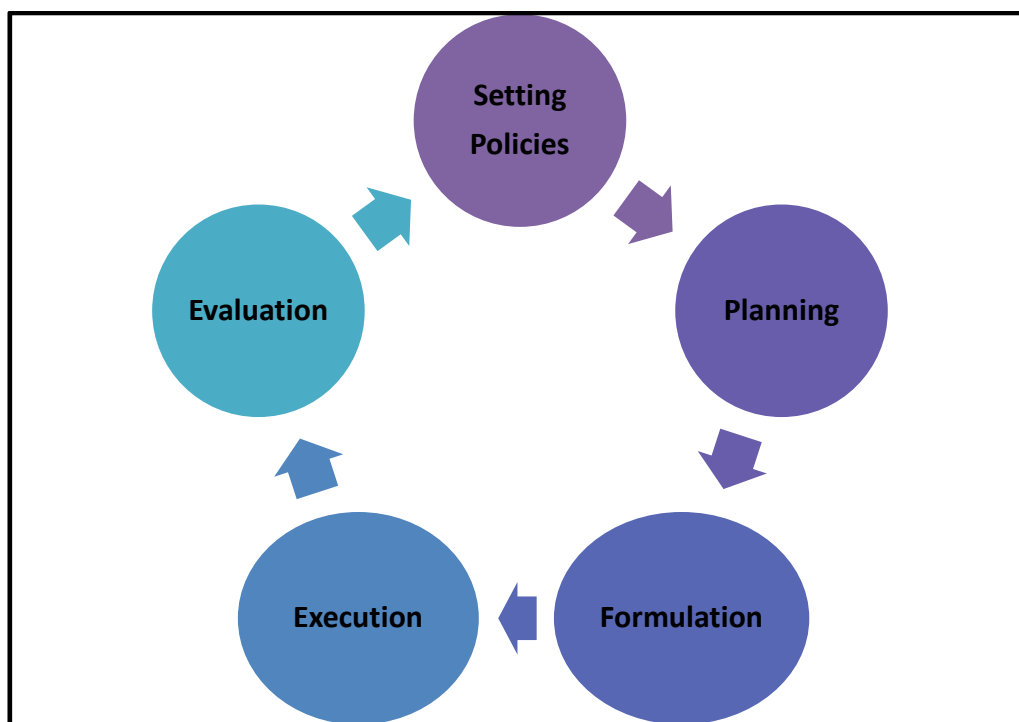 Setting
Policies
Planning
Formulation
Execution
Evaluation